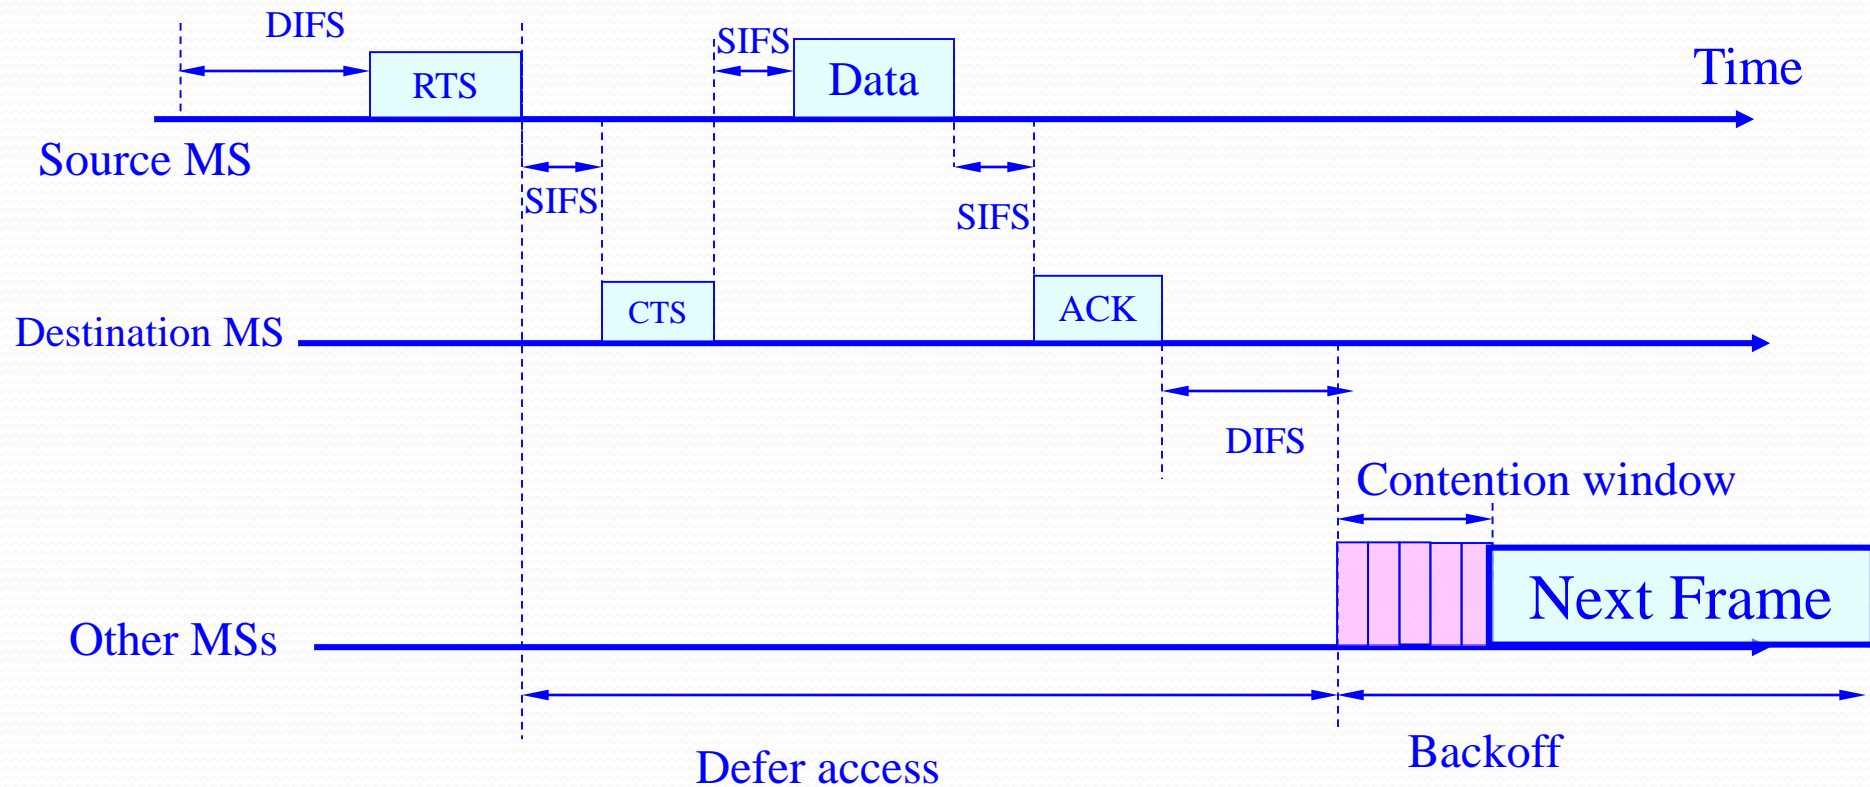 DIFS
SIFS
RTS
Data
Time
Source MS
SIFS
SIFS
CTS
ACK
Destination MS
DIFS
Contention window
Next Frame
Other MSs
Defer access
Backoff